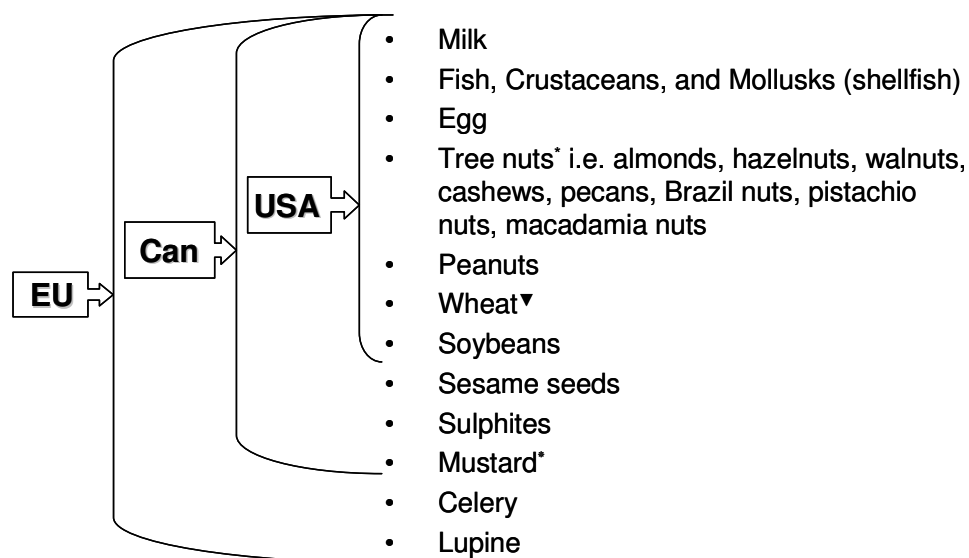 • Milk
• Fish, Crustaceans, and Mollusks (shellfish)
• Egg
• Tree nuts* i.e. almonds, hazelnuts, walnuts,
cashews, pecans, Brazil nuts, pistachio
nuts, macadamia nuts
USA
Can
• Peanuts
EU
• Wheat▼
• Soybeans
• Sesame seeds
• Sulphites
• Mustard*
• Celery
• Lupine